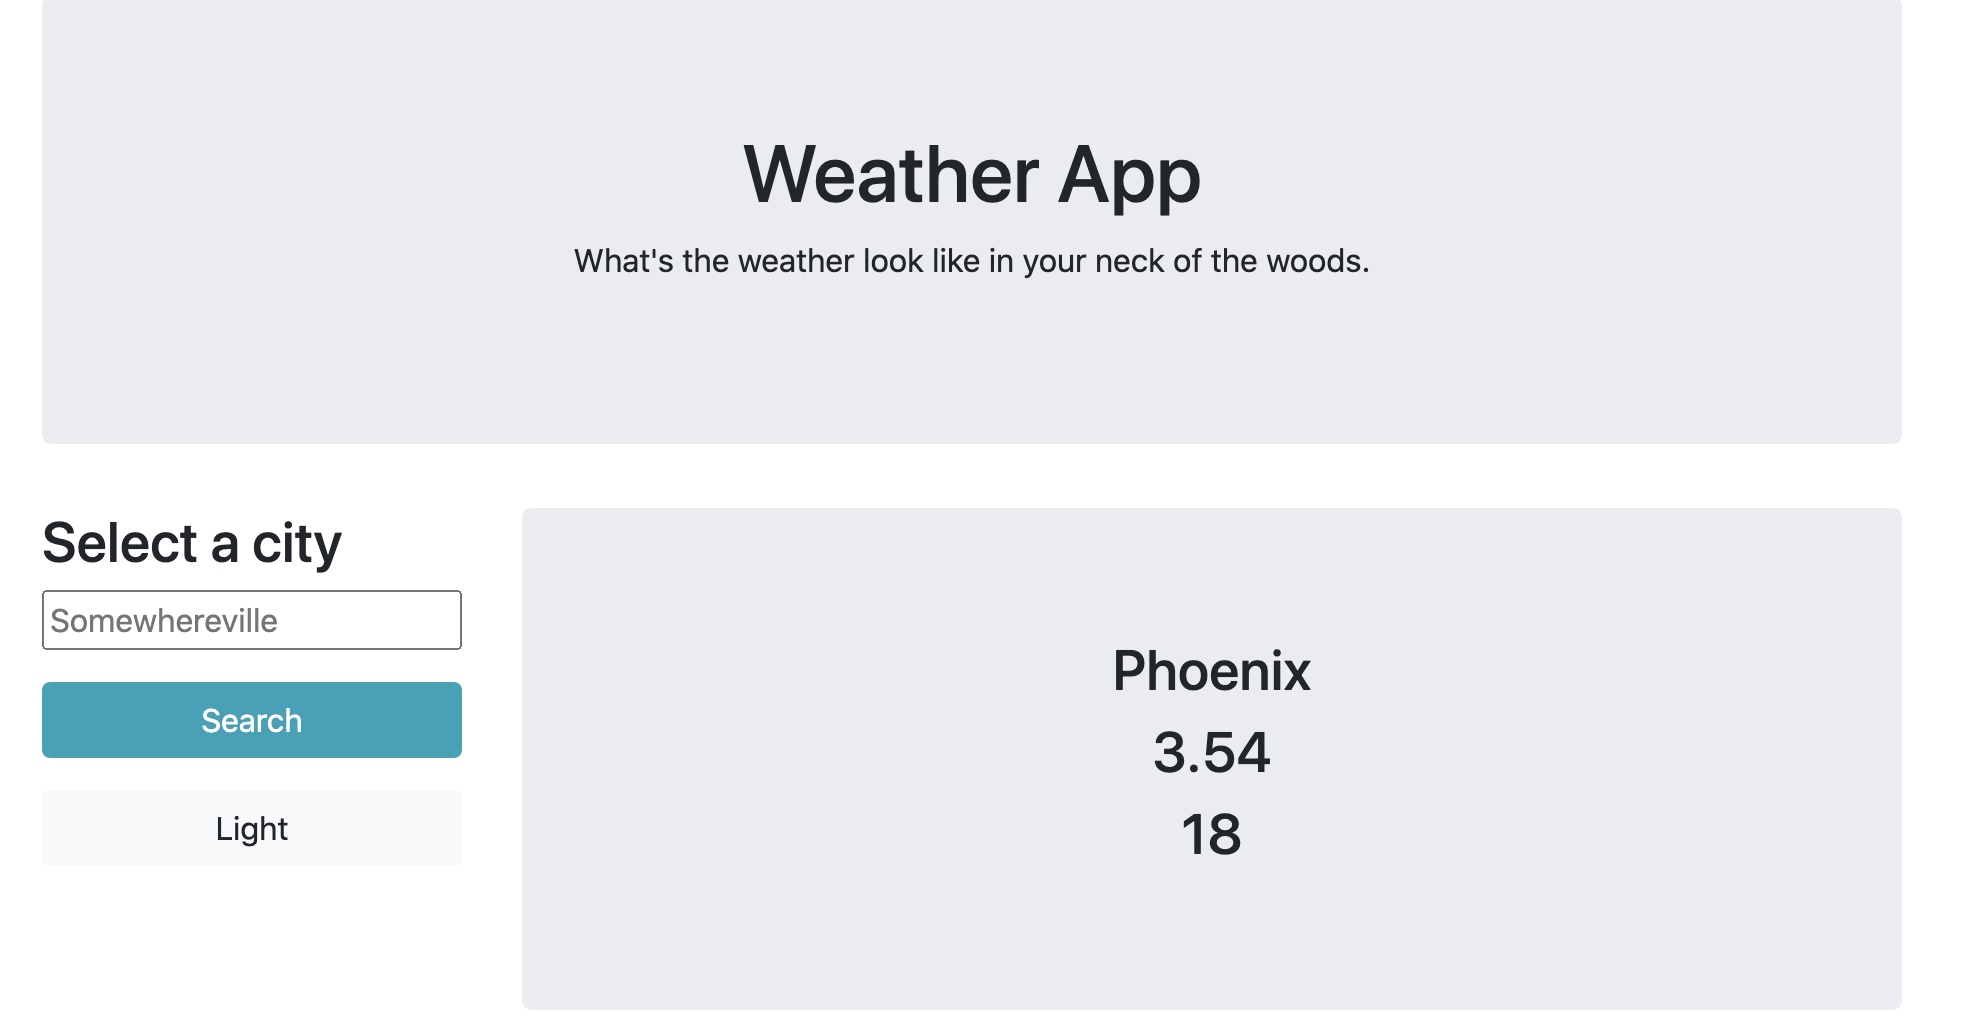 Weather App
What's the weather look like in your neck of the woods.
Select a city
Somewhereville
Search
Light
Phoenix
3.54
18